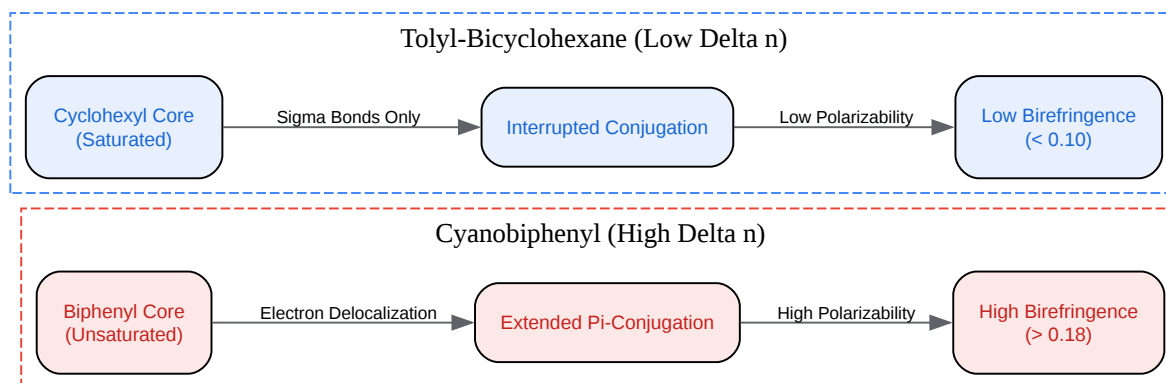 Tolyl-Bicyclohexane (Low Delta n)
Cyclohexyl Core
(Saturated)
Sigma Bonds Only
Interrupted Conjugation
Low Polarizability
Low Birefringence
(< 0.10)
Cyanobiphenyl (High Delta n)
Biphenyl Core
(Unsaturated)
Electron Delocalization
Extended Pi-Conjugation
High Polarizability
High Birefringence
(> 0.18)